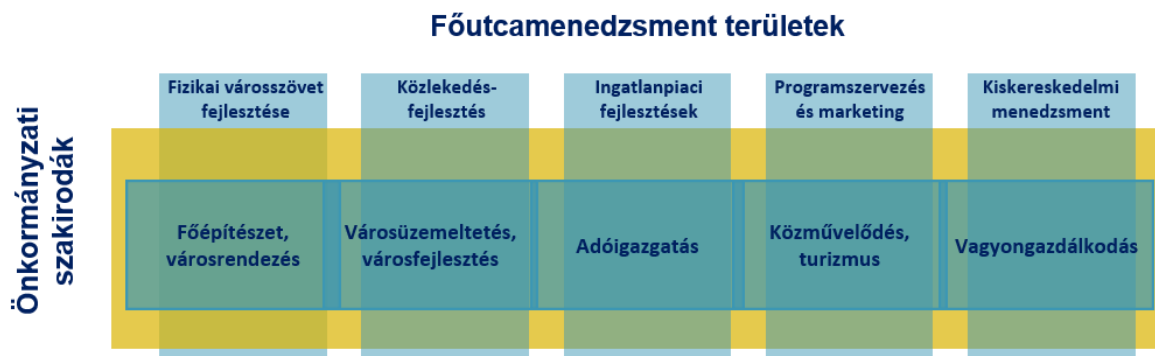 Főutcamenedzsment területek
Fizikai városszövet
fejlesztése
Közlekedés-
fejlesztés
Ingatlanpiaci
fejlesztések
Programszervezés
és marketing
Kiskereskedelmi
menedzsment
Önkormányzati
szakirodák
Főépítészet,
városrendezés
Városüzemeltetés,
városfejlesztés
Adóigazgatás
Közművelődés,
turizmus
Vagyongazdálkodás